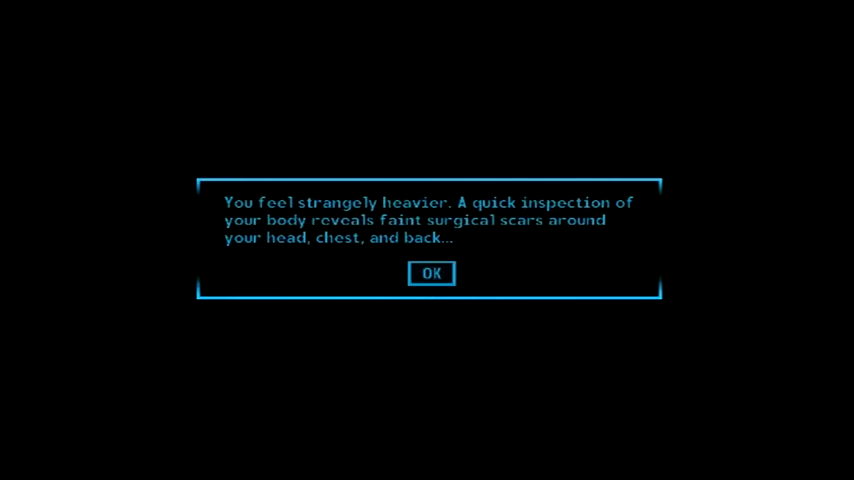 You feel strangely heavier. A quick inspection of
your body reveals faint surgical scars around
your head, chest, and back...
OK